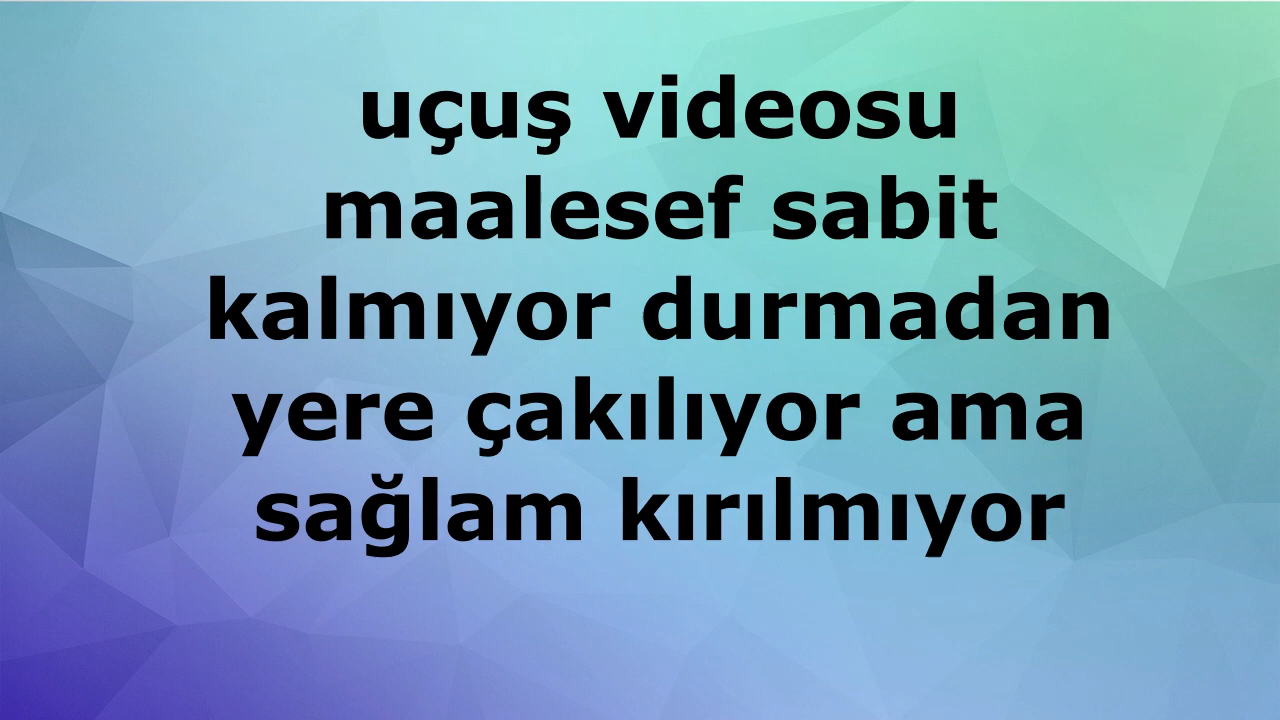 uçuş videosu
maalesef sabit
kalmıyor durmadan
yere çakılıyor ama
sağlam kırılmıyor